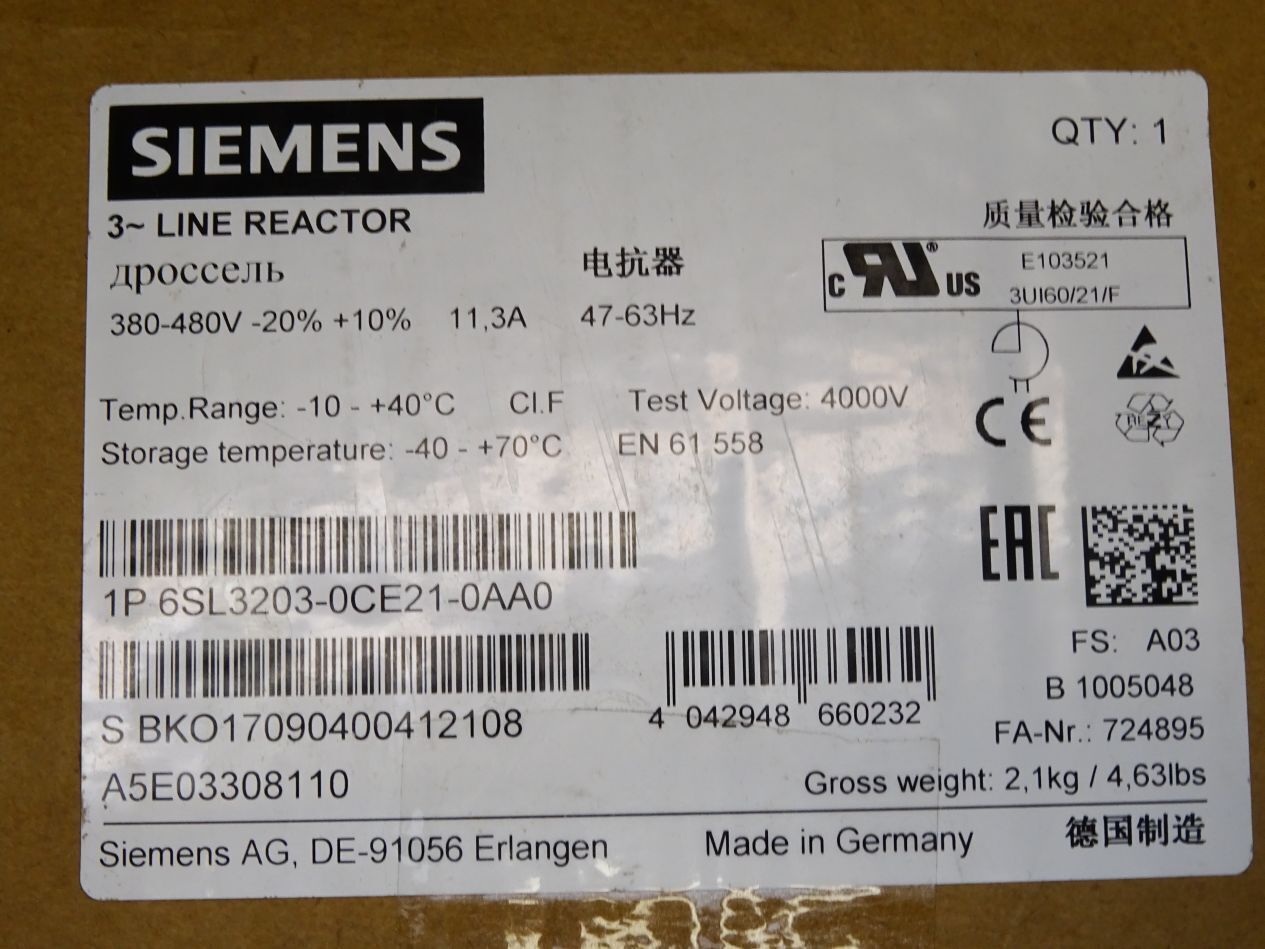 SIEMENS
QTY: 1
3~ LINE REACTOR
质量检验合格
дроссель 电抗器
c RU ® US E103521
3UI60/21/F
380-480V -20% +10% 11,3A 47-63Hz
Temp.Range: -10 - +40°C Cl.F Test Voltage: 4000V
Storage temperature: -40 - +70°C EN 61 558
CE
EAC
1P 6SL3203-0CE21-0AA0
FS: A03
B 1005048
S BKO17090400412108
4 042948 660232
FA-Nr.: 724895
A5E03308110
Gross weight: 2,1kg / 4,63lbs
Siemens AG, DE-91056 Erlangen Made in Germany 德国制造